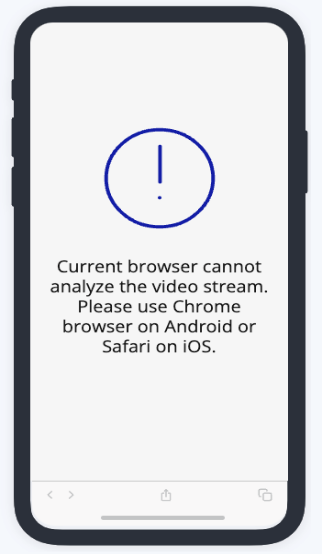 Current browser cannot
analyze the video stream.
Please use Chrome
browser on Android or
Safari on iOS.